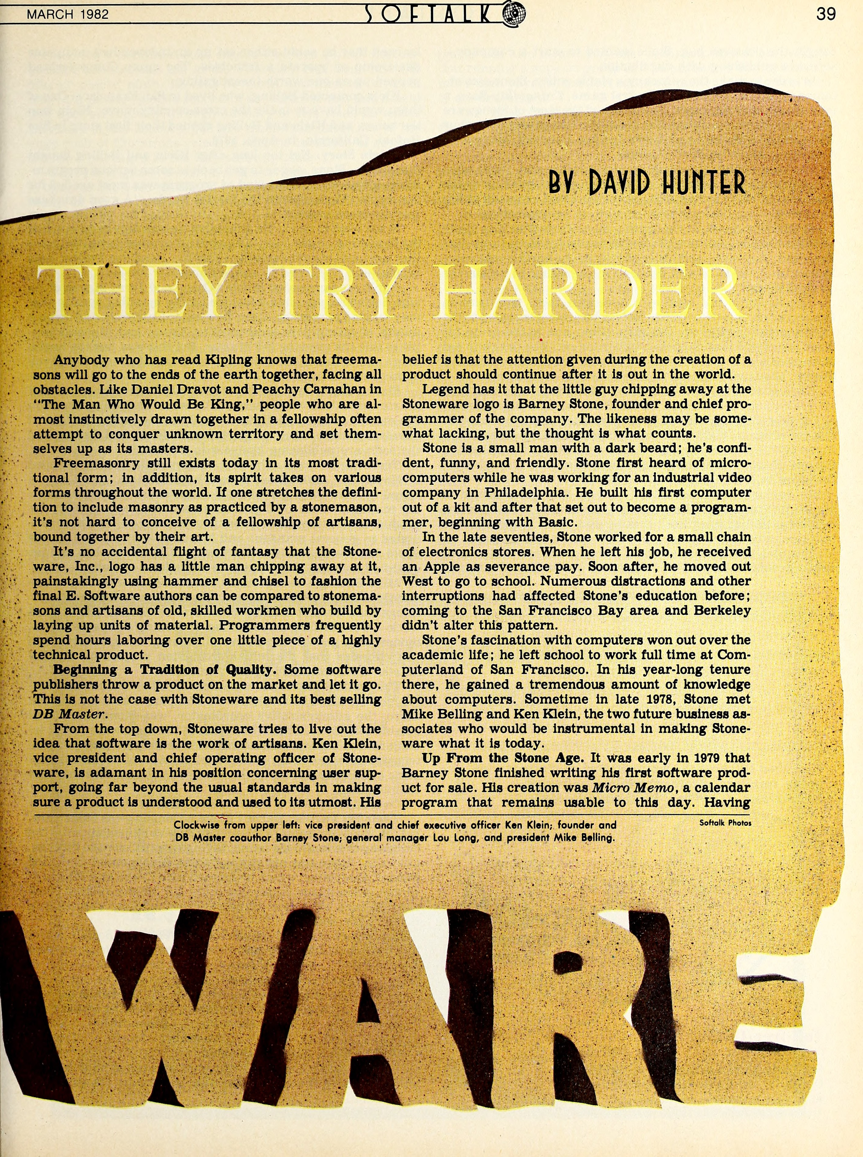 MARCH 1982
SOFTALK
39
BY DAVID HUNTER
THEY TRY HARDER
Anybody who has read Kipling knows that freema-
sons will go to the ends of the earth together, facing all
obstacles. Like Daniel Dravot and Peachy Carnahan in
"The Man Who Would Be King," people who are al-
most instinctively drawn together in a fellowship often
attempt to conquer unknown territory and set them-
selves up as its masters.
Freemasonry still exists today in its most tradi-
tional form; in addition, its spirit takes on various
forms throughout the world. If one stretches the defini-
tion to include masonry as practiced by a stonemason,
it's not hard to conceive of a fellowship of artisans,
bound together by their art.
It's no accidental flight of fantasy that the Stone-
ware, Inc., logo has a little man chipping away at it,
painstakingly using hammer and chisel to fashion the
final E. Software authors can be compared to stonema-
sons and artisans of old, skilled workmen who build by
laying up units of material. Programmers frequently
spend hours laboring over one little piece of a highly
technical product.
Beginning a Tradition of Quality. Some software
publishers throw a product on the market and let it go.
This is not the case with Stoneware and its best selling
DB Master.
From the top down, Stoneware tries to live out the
idea that software is the work of artisans. Ken Klein,
vice president and chief operating officer of Stone-
ware, is adamant in his position concerning user sup-
port, going far beyond the usual standards in making
sure a product is understood and used to its utmost. His
belief is that the attention given during the creation of a
product should continue after it is out in the world.
Legend has it that the little guy chipping away at the
Stoneware logo is Barney Stone, founder and chief pro-
grammer of the company. The likeness may be some-
what lacking, but the thought is what counts.
Stone is a small man with a dark beard; he's confi-
dent, funny, and friendly. Stone first heard of micro-
computers while he was working for an industrial video
company in Philadelphia. He built his first computer
out of a kit and after that set out to become a program-
mer, beginning with Basic.
In the late seventies, Stone worked for a small chain
of electronics stores. When he left his job, he received
an Apple as severance pay. Soon after, he moved out
West to go to school. Numerous distractions and other
interruptions had affected Stone's education before;
coming to the San Francisco Bay area and Berkeley
didn't alter this pattern.
Stone's fascination with computers won out over the
academic life; he left school to work full time at Com-
puterland of San Francisco. In his year-long tenure
there, he gained a tremendous amount of knowledge
about computers. Sometime in late 1978, Stone met
Mike Belling and Ken Klein, the two future business as-
sociates who would be instrumental in making Stone-
ware what it is today.
Up From the Stone Age. It was early in 1979 that
Barney Stone finished writing his first software prod-
uct for sale. His creation was Micro Memo, a calendar
program that remains usable to this day. Having
Clockwise from upper left: vice president and chief executive officer Ken Klein; founder and
DB Master coauthor Barney Stone; general manager Lou Long, and president Mike Belling.
Softalk Photos
WARE